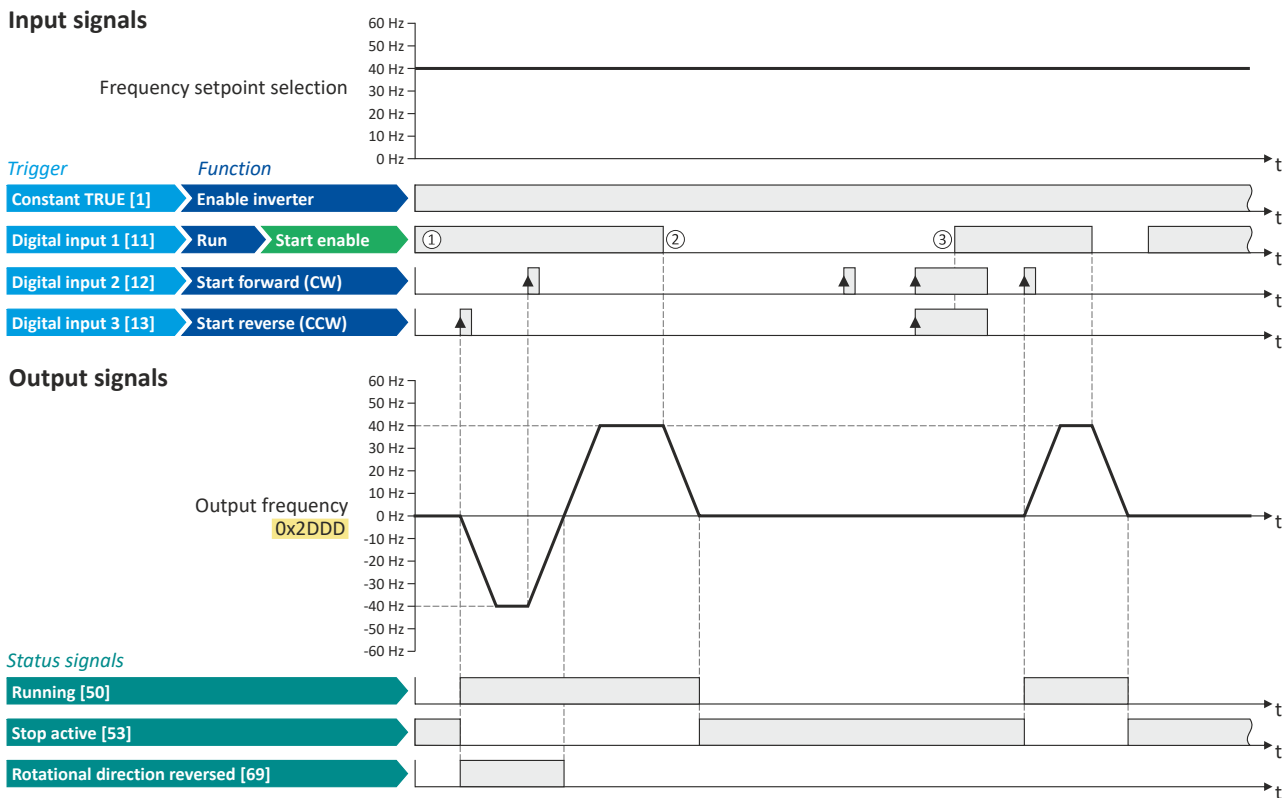 Input signals
60 Hz
50 Hz
40 Hz
30 Hz
20 Hz
10 Hz
0 Hz
Frequency setpoint selection
t
Trigger Function
Constant TRUE [1] Enable inverter
t
Digital input 1 [11] Run Start enable ① ② ③
t
Digital input 2 [12] Start forward (CW)
t
Digital input 3 [13] Start reverse (CCW)
t
Output signals
60 Hz
50 Hz
40 Hz
30 Hz
20 Hz
10 Hz
0 Hz
-10 Hz
-20 Hz
-30 Hz
-40 Hz
-50 Hz
-60 Hz
Output frequency
0x2DDD
t
Status signals
Running [50]
t
Stop active [53]
t
Rotational direction reversed [69]
t